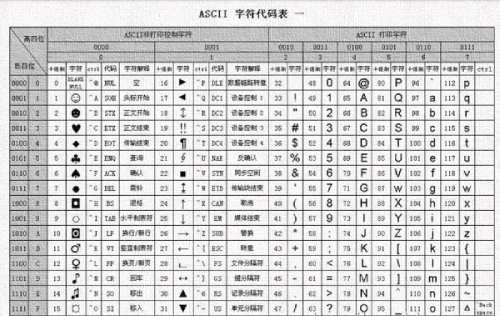 ASCII 字符代码表 一
高四位 ASCII非打印控制字符 ASCII 打印字符
0000 0001 0010 0011 0100 0101 0110 0111
低四位 0 1 2 3 4 5 6 7
十进制 字符 ctrl 代码 字符解释 十进制 字符 ctrl 代码 字符解释 十进制 字符 十进制 字符 十进制 字符 十进制 字符 十进制 字符 十进制 字符 ctrl
0000 0 0 BLANK NULL ^@ NUL 空 16 ► ^P DLE 数据链路转意 32 48 0 64 @ 80 P 96 ` 112 p
0001 1 1 ☺ ^A SOH 头标开始 17 ◄ ^Q DC1 设备控制 1 33 ! 49 1 65 A 81 Q 97 a 113 q
0010 2 2 ☻ ^B STX 正文开始 18 ↕ ^R DC2 设备控制 2 34 " 50 2 66 B 82 R 98 b 114 r
0011 3 3 ♥ ^C ETX 正文结束 19 ‼ ^S DC3 设备控制 3 35 # 51 3 67 C 83 S 99 c 115 s
0100 4 4 ♦ ^D EOT 传输结束 20 ¶ ^T DC4 设备控制 4 36 $ 52 4 68 D 84 T 100 d 116 t
0101 5 5 ♣ ^E ENQ 查询 21 ∮ ^U NAK 反确认 37 % 53 5 69 E 85 U 101 e 117 u
0110 6 6 ♠ ^F ACK 确认 22 ■ ^V SYN 同步空闲 38 & 54 6 70 F 86 V 102 f 118 v
0111 7 7 ● ^G BEL 震铃 23 ↨ ^W ETB 传输块结束 39 ' 55 7 71 G 87 w 103 g 119 w
1000 8 8 ◘ ^H BS 退格 24 ↑ ^X CAN 取消 40 ( 56 8 72 H 88 X 104 h 120 x
1001 9 9 ○ ^I TAB 水平制表符 25 ↓ ^Y EM 媒体结束 41 ) 57 9 73 I 89 Y 105 i 121 y
1010 A 10 ◙ ^J LF 换行/新行 26 → ^Z SUB 替换 42 * 58 : 74 J 90 Z 106 j 122 z
1011 B 11 ♂ ^K VT 竖直制表符 27 ← ^[ ESC 转意 43 + 59 ; 75 K 91 [ 107 k 123 {
1100 C 12 ♀ ^L FF 换页/新页 28 ∟ ^\ FS 文件分隔符 44 , 60 < 76 L 92 \ 108 l 124 |
1101 D 13 ♪ ^M CR 回车 29 ↔ ^] GS 组分隔符 45 - 61 = 77 M 93 ] 109 m 125 }
1110 E 14 ♫ ^N SO 移出 30 ▲ ^6 RS 记录分隔符 46 . 62 > 78 N 94 ^ 110 n 126 ~
1111 F 15 ☼ ^O SI 移入 31 ▼ ^- US 单元分隔符 47 / 63 ? 79 O 95 _ 111 o 127 Δ ^Back space